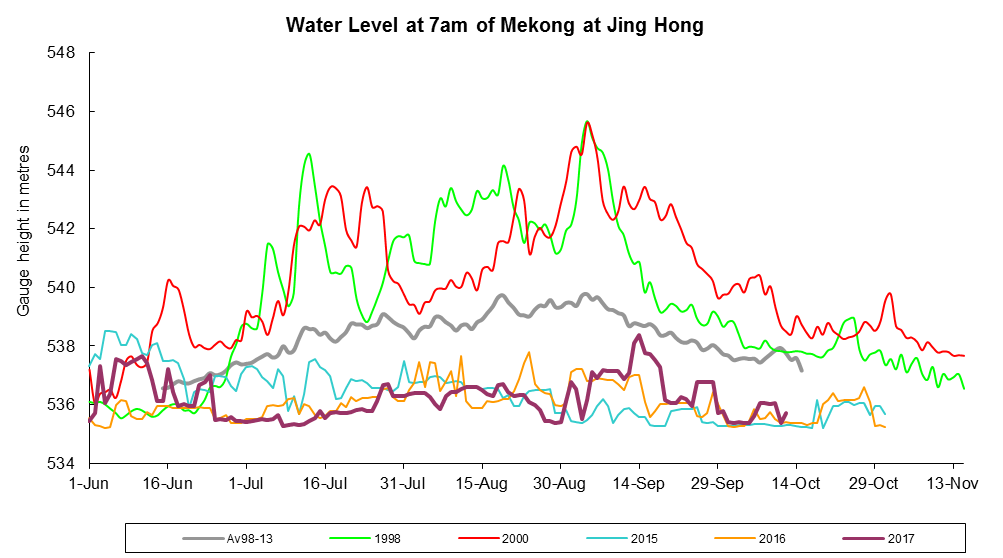 Water Level at 7am of Mekong at Jing Hong
548
546
544
542
540
538
536
534
Gauge height in metres
1-Jun 16-Jun 1-Jul 16-Jul 31-Jul 15-Aug 30-Aug 14-Sep 29-Sep 14-Oct 29-Oct 13-Nov
Av98-13 1998 2000 2015 2016 2017